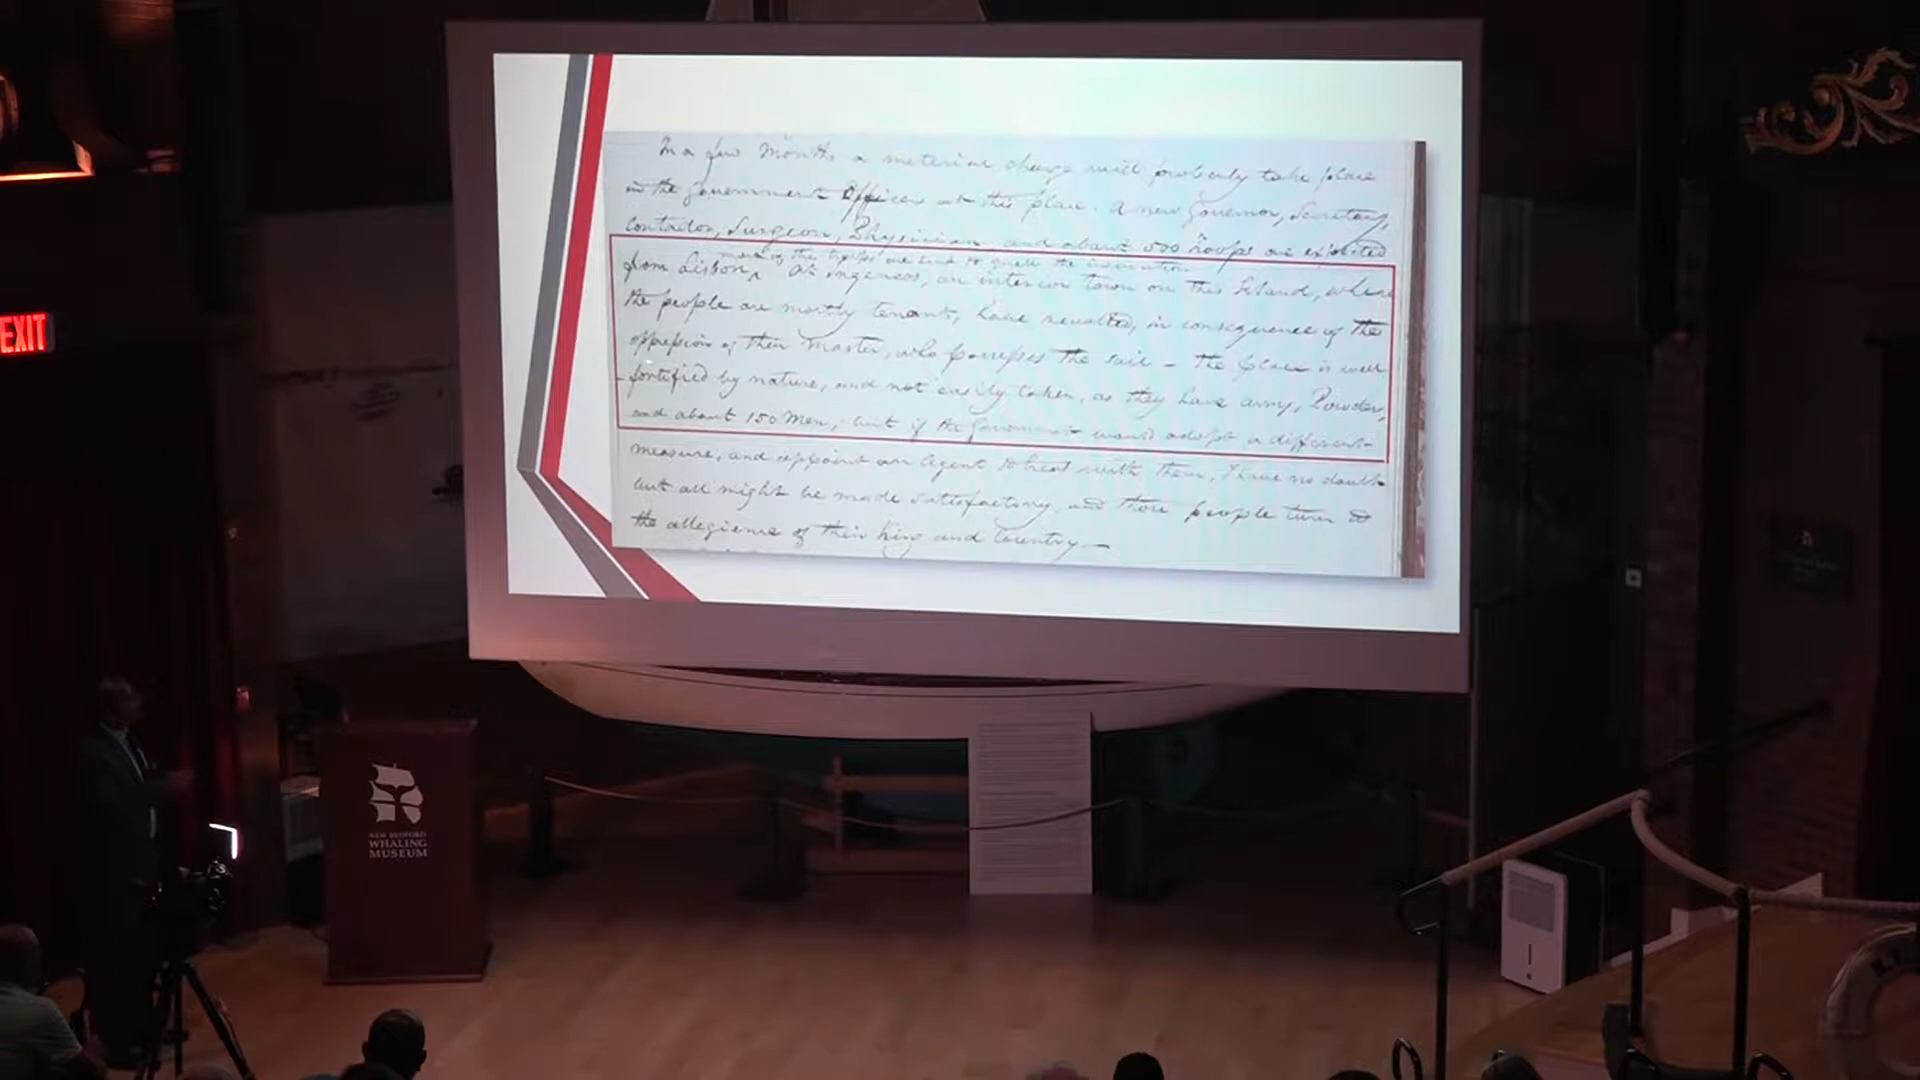 In a few Months a material change will probably take place
in the Government Officers at this place. A new Governor, Secretary,
Contador, Surgeon, Physician and about 500 troops are expected
most of the troops are sent to quell the insurrection
from Lisbon, At Engenoos, an interior town on this Island, where
the people are mostly tenants, have revolted, in consequence of the
oppression of their Master, who possesses the soil – the place is well
fortified by nature, and not easily taken, as they have arms, Powder,
and about 150 Men, but if the Government would adopt a different
measure, and appoint an Agent to treat with them, I have no doubt
but all might be made satisfactory, and those people turn to
the allegience of their King and Country —
EXIT
NEW BEDFORD
WHALING
MUSEUM